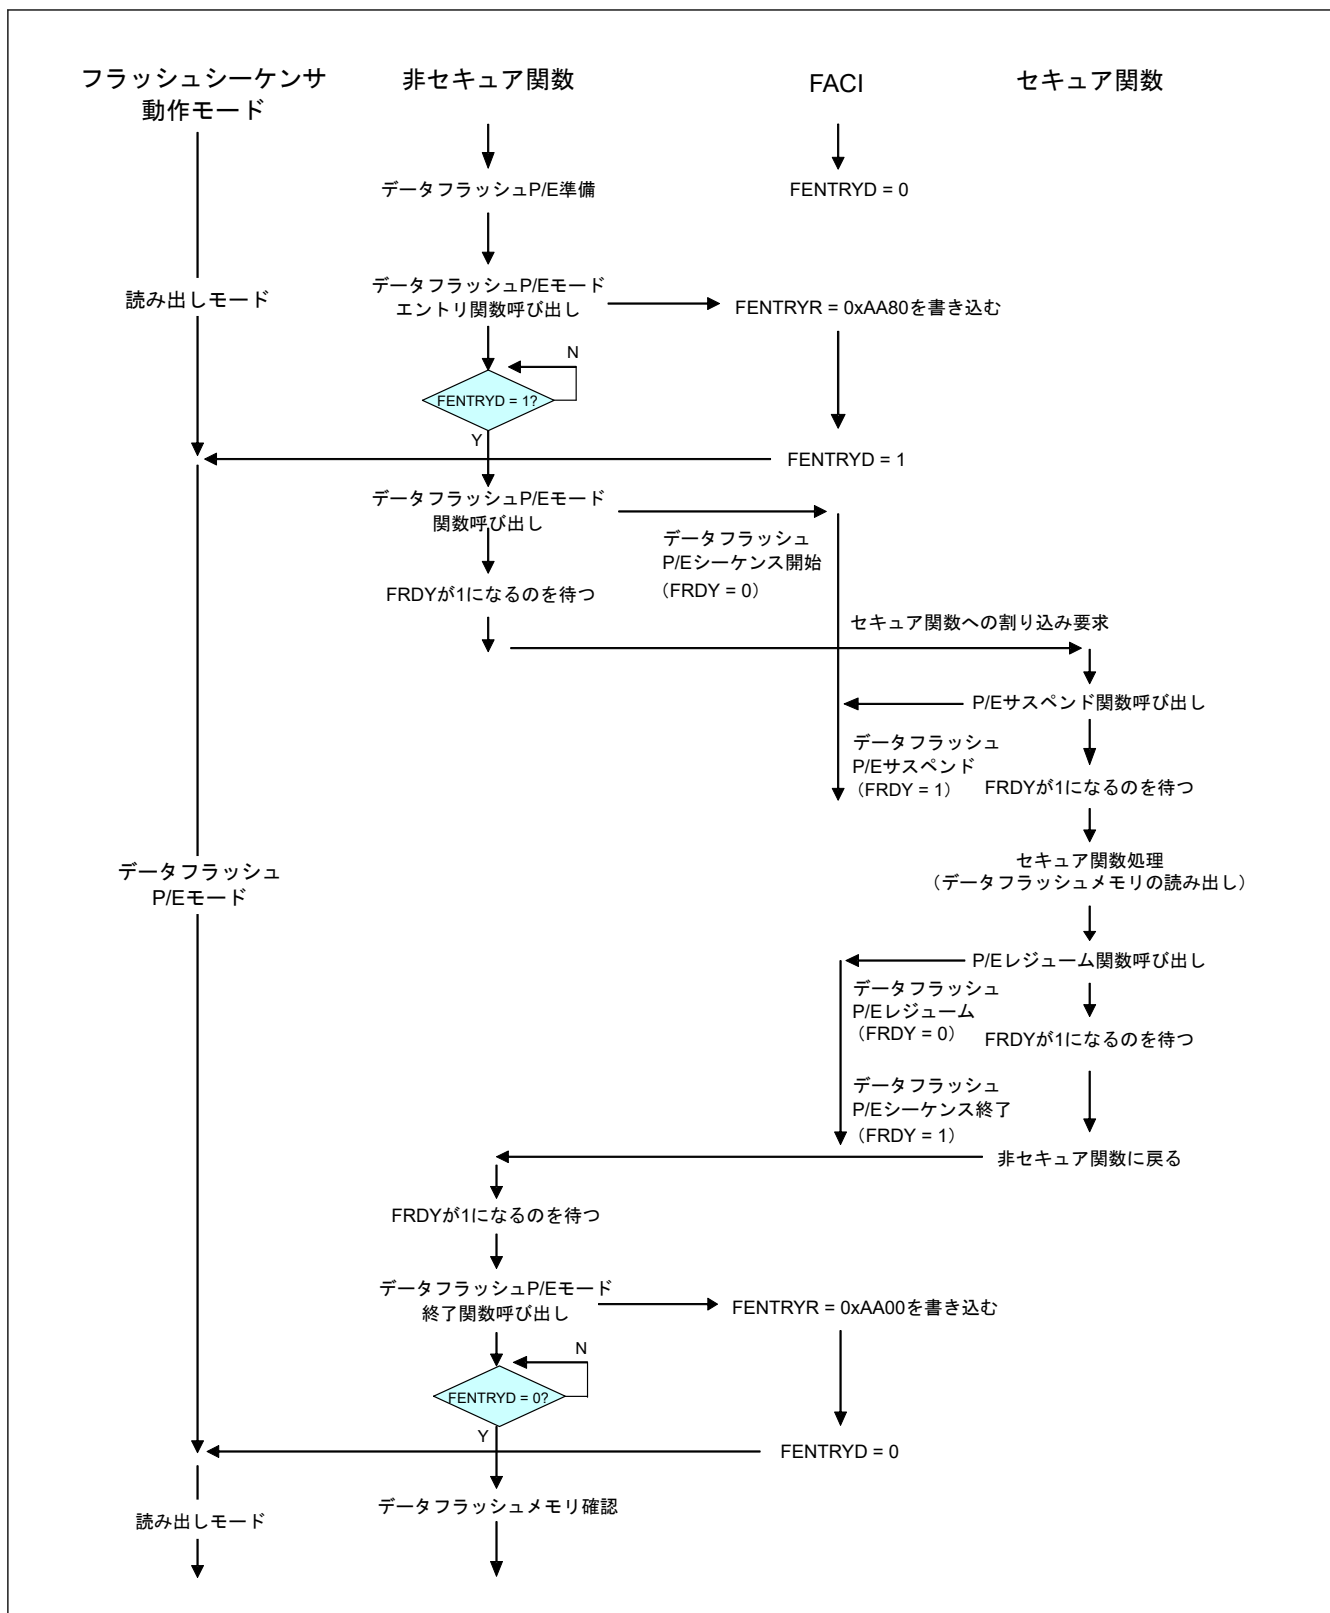 フラッシュシーケンサ
動作モード
非セキュア関数
FACI
セキュア関数
データフラッシュP/E準備
FENTRYD = 0
読み出しモード
データフラッシュP/Eモード
エントリ関数呼び出し
FENTRYR = 0xAA80を書き込む
N
FENTRYD = 1?
Y
FENTRYD = 1
データフラッシュP/Eモード
関数呼び出し
データフラッシュ
P/Eシーケンス開始
（FRDY = 0）
FRDYが1になるのを待つ
セキュア関数への割り込み要求
P/Eサスペンド関数呼び出し
データフラッシュ
P/Eサスペンド
（FRDY = 1）
FRDYが1になるのを待つ
セキュア関数処理
（データフラッシュメモリの読み出し）
データフラッシュ
P/Eモード
P/Eレジューム関数呼び出し
データフラッシュ
P/Eレジューム
（FRDY = 0）
FRDYが1になるのを待つ
データフラッシュ
P/Eシーケンス終了
（FRDY = 1）
非セキュア関数に戻る
FRDYが1になるのを待つ
データフラッシュP/Eモード
終了関数呼び出し
FENTRYR = 0xAA00を書き込む
N
FENTRYD = 0?
Y
FENTRYD = 0
データフラッシュメモリ確認
読み出しモード